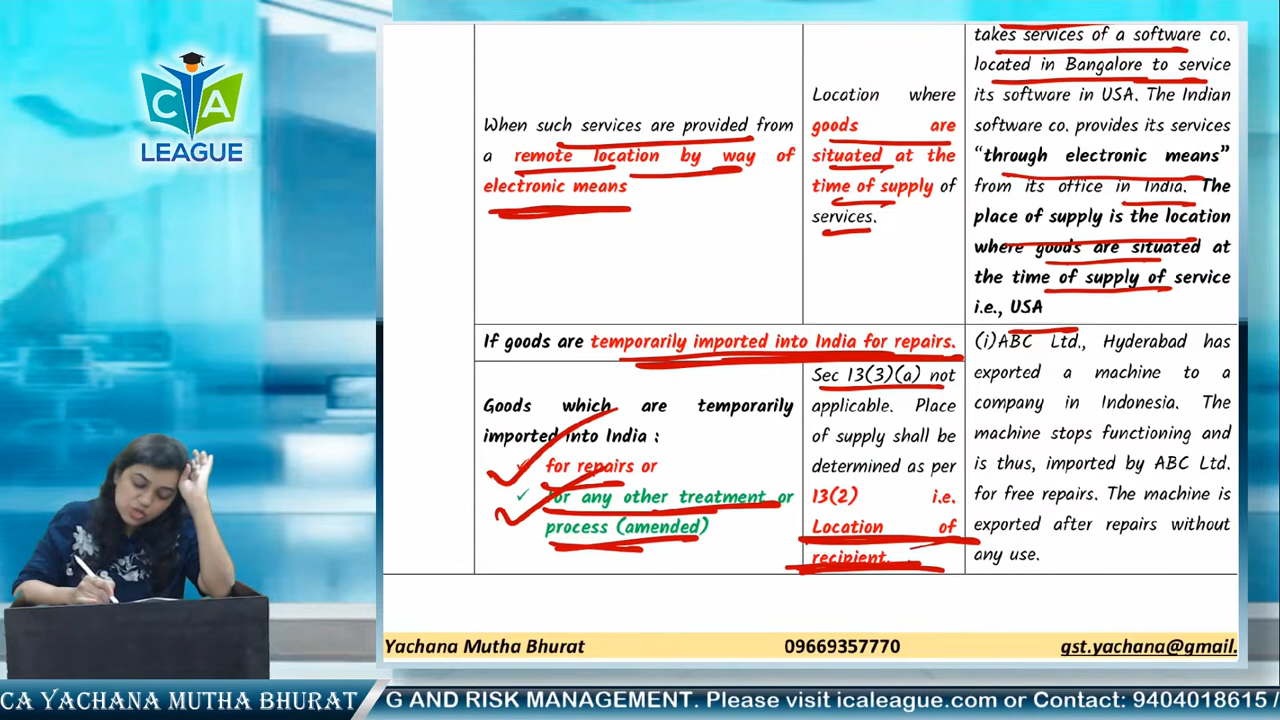 C A
LEAGUE
When such services are provided from
a remote location by way of
electronic means
Location where
goods are
situated at the
time of supply of
services.
takes services of a software co.
located in Bangalore to service
its software in USA. The Indian
software co. provides its services
“through electronic means”
from its office in India. The
place of supply is the location
where goods are situated at
the time of supply of service
i.e., USA
If goods are temporarily imported into India for repairs.
Goods which are temporarily
imported into India :
✓ for repairs or
✓ for any other treatment or
process (amended)
Sec 13(3)(a) not
applicable. Place
of supply shall be
determined as per
13(2) i.e.
Location of
recipient.
(i)ABC Ltd., Hyderabad has
exported a machine to a
company in Indonesia. The
machine stops functioning and
is thus, imported by ABC Ltd.
for free repairs. The machine is
exported after repairs without
any use.
Yachana Mutha Bhurat 09669357770 gst.yachana@gmail.
CA YACHANA MUTHA BHURAT G AND RISK MANAGEMENT. Please visit icaleague.com or Contact: 9404018615 /